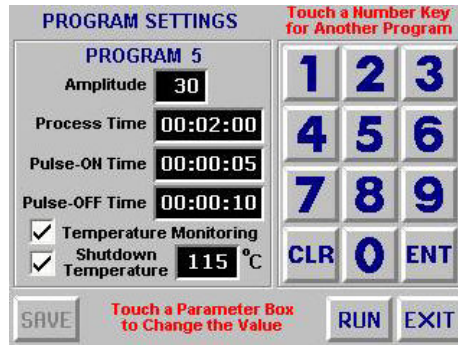 PROGRAM SETTINGS
Touch a Number Key
for Another Program
PROGRAM 5
Amplitude 30
Process Time 00:02:00
Pulse-ON Time 00:00:05
Pulse-OFF Time 00:00:10
Temperature Monitoring
Shutdown
Temperature 115 °C
1 2 3
4 5 6
7 8 9
CLR 0 ENT
SAVE
Touch a Parameter Box
to Change the Value
RUN EXIT